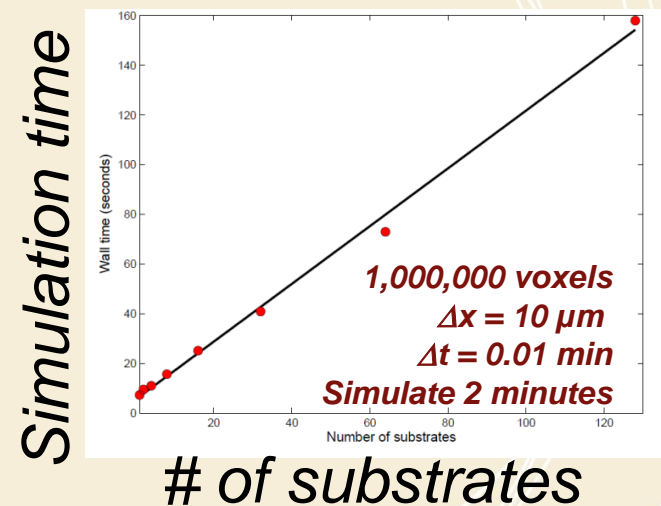 Simulation time
Wall time (seconds)
160
140
120
100
80
60
40
20
0
1,000,000 voxels
Δx = 10 μm
Δt = 0.01 min
Simulate 2 minutes
20 40 60 80 100 120
Number of substrates
# of substrates